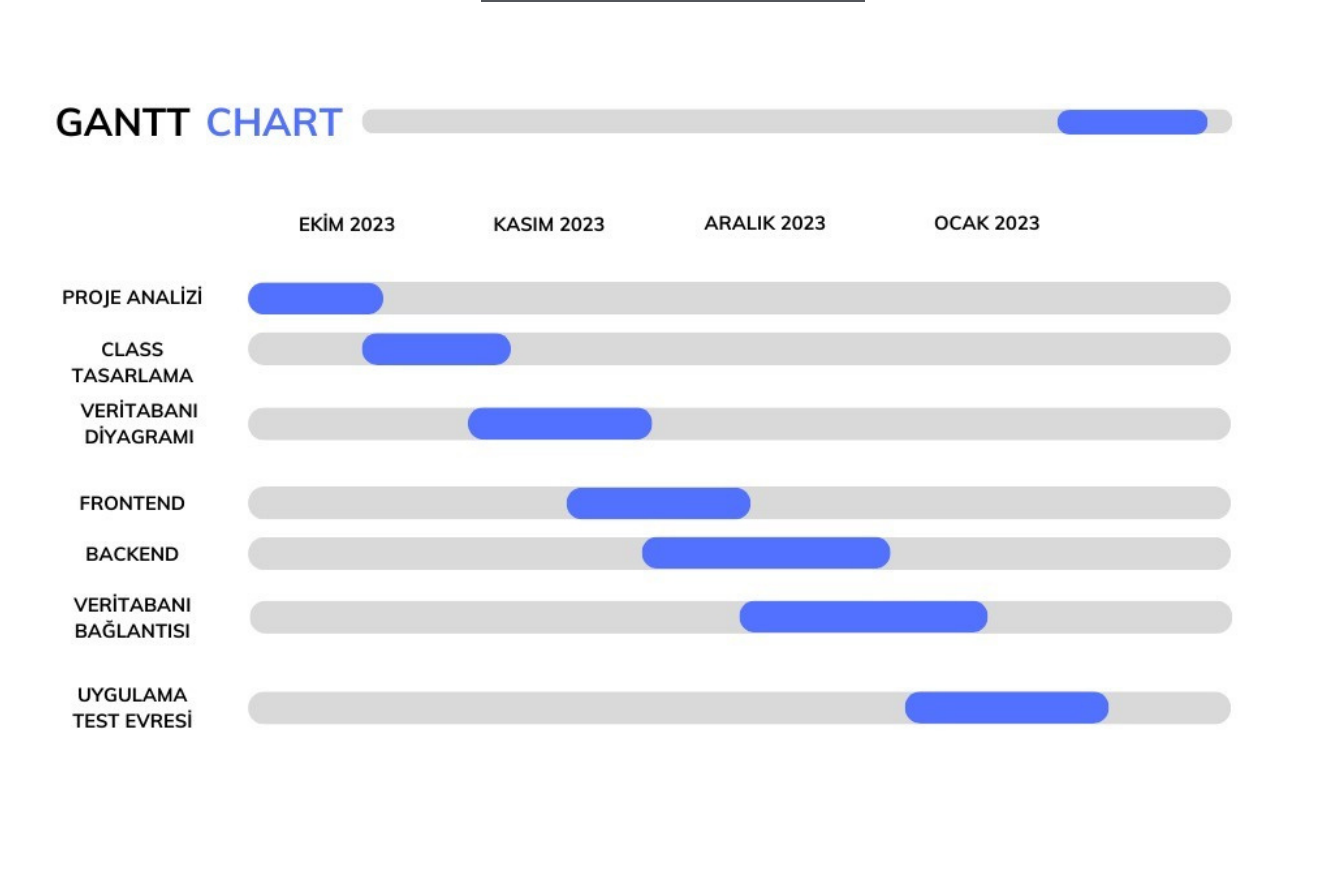 GANTT CHART
EKİM 2023 KASIM 2023 ARALIK 2023 OCAK 2023
PROJE ANALİZİ
CLASS
TASARLAMA
VERİTABANI
DİYAGRAMI
FRONTEND
BACKEND
VERİTABANI
BAĞLANTISI
UYGULAMA
TEST EVRESİ